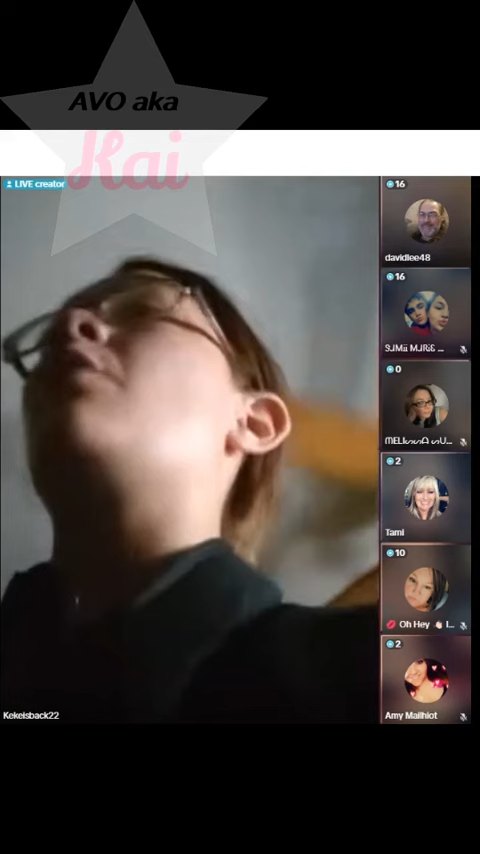 AVO aka
Kai
LIVE creator
16
davidlee48
16
0
2
Tami
10
Oh Hey
2
Amy Mailhiot
Kekeisback22